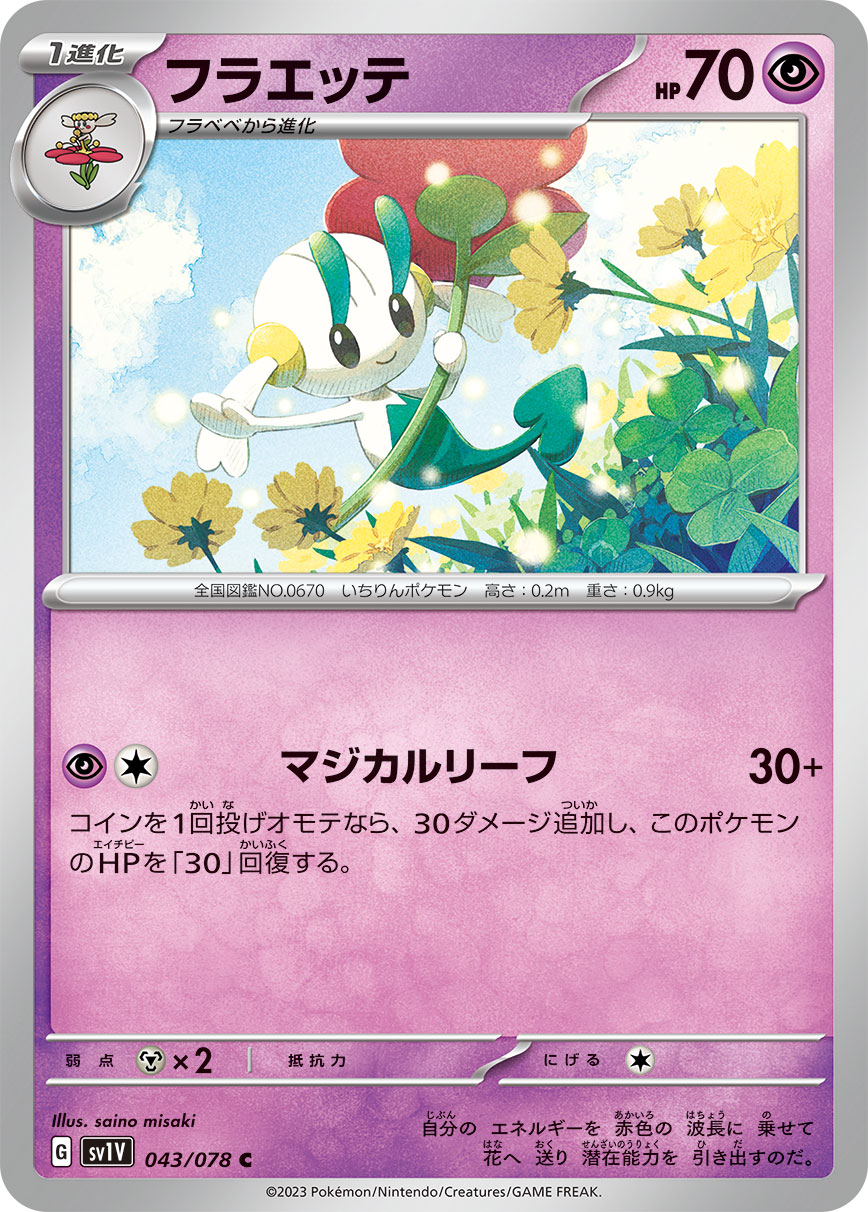 1進化
フラエッテ
HP70
フラベベから進化
全国図鑑NO.0670 いちりんポケモン 高さ:0.2m 重さ:0.9kg
マジカルリーフ 30+
コインを1回投げオモテなら、30ダメージ追加し、このポケモン
のHPを「30」回復する。
弱点 ×2 抵抗力 にげる
Illus. saino misaki
自分の エネルギーを 赤色の 波長に 乗せて
花へ 送り 潜在能力を 引き出すのだ。
G sv1V 043/078 C
©2023 Pokémon/Nintendo/Creatures/GAME FREAK.